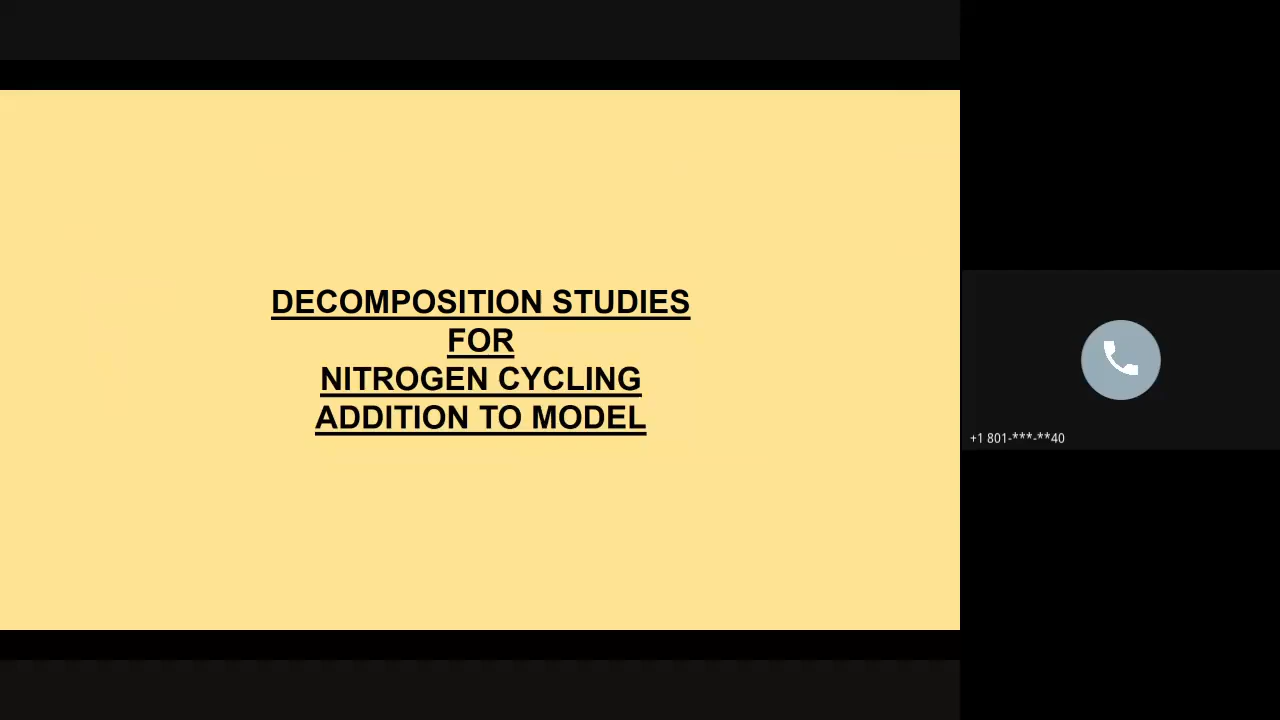 DECOMPOSITION STUDIES
FOR
NITROGEN CYCLING
ADDITION TO MODEL
+1 801-***-**40